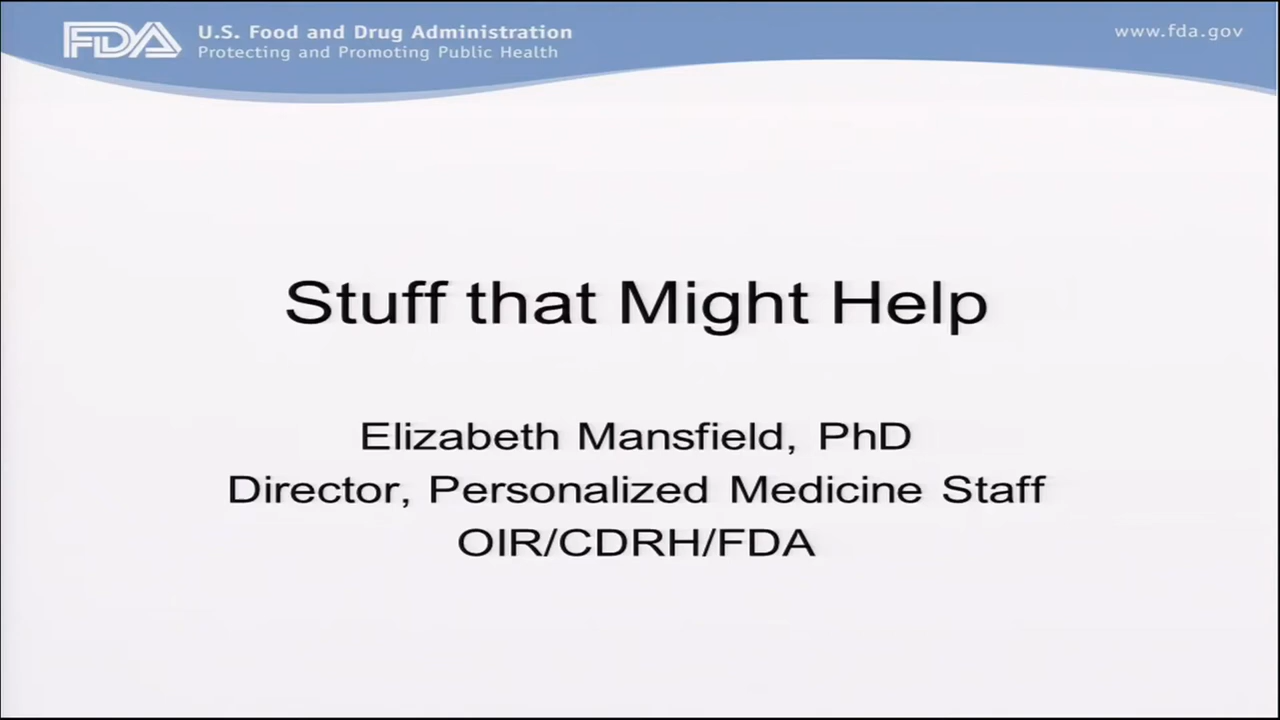 FDA
U.S. Food and Drug Administration
Protecting and Promoting Public Health
www.fda.gov
Stuff that Might Help
Elizabeth Mansfield, PhD
Director, Personalized Medicine Staff
OIR/CDRH/FDA